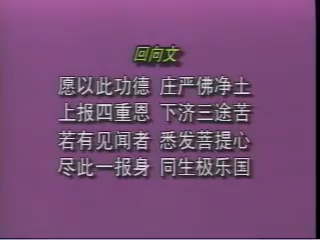 回向文
愿以此功德 庄严佛净土
上报四重恩 下济三途苦
若有见闻者 悉发菩提心
尽此一报身 同生极乐国